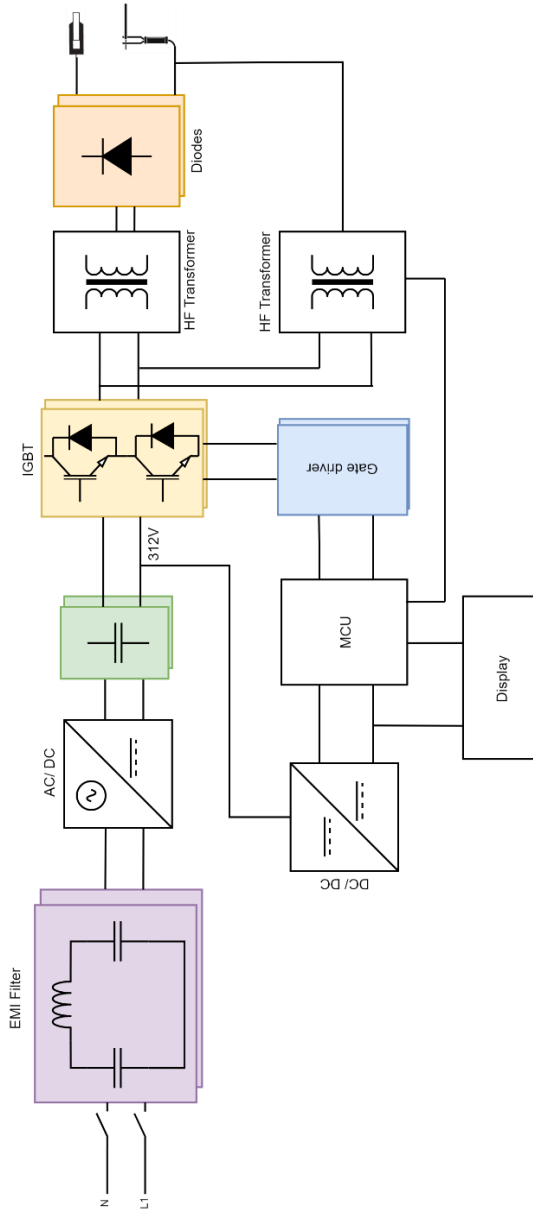 N
L1
EMI Filter
AC/ DC
312V
IGBT
HF Transformer
Diodes
DC/ DC
MCU
Gate driver
HF Transformer
Display